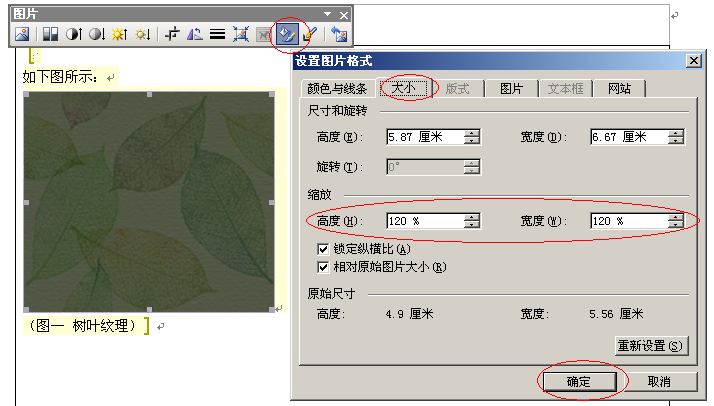 图片
如下图所示：
（图一 树叶纹理）
设置图片格式
颜色与线条 大小 版式 图片 文本框 网站
尺寸和旋转
高度(E): 5.87 厘米 宽度(D): 6.67 厘米
旋转(T): 0°
缩放
高度(H): 120 % 宽度(W): 120 %
锁定纵横比(A)
相对原始图片大小(R)
原始尺寸
高度: 4.9 厘米 宽度: 5.56 厘米
重新设置(S)
确定 取消